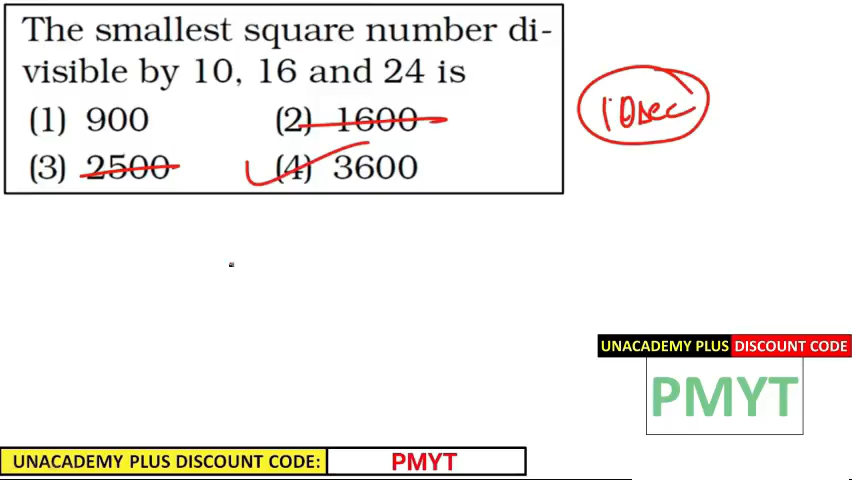 The smallest square number di-
visible by 10, 16 and 24 is
(1) 900 (2) 1600
(3) 2500 (4) 3600
10sec
UNACADEMY PLUS DISCOUNT CODE
PMYT
UNACADEMY PLUS DISCOUNT CODE: PMYT